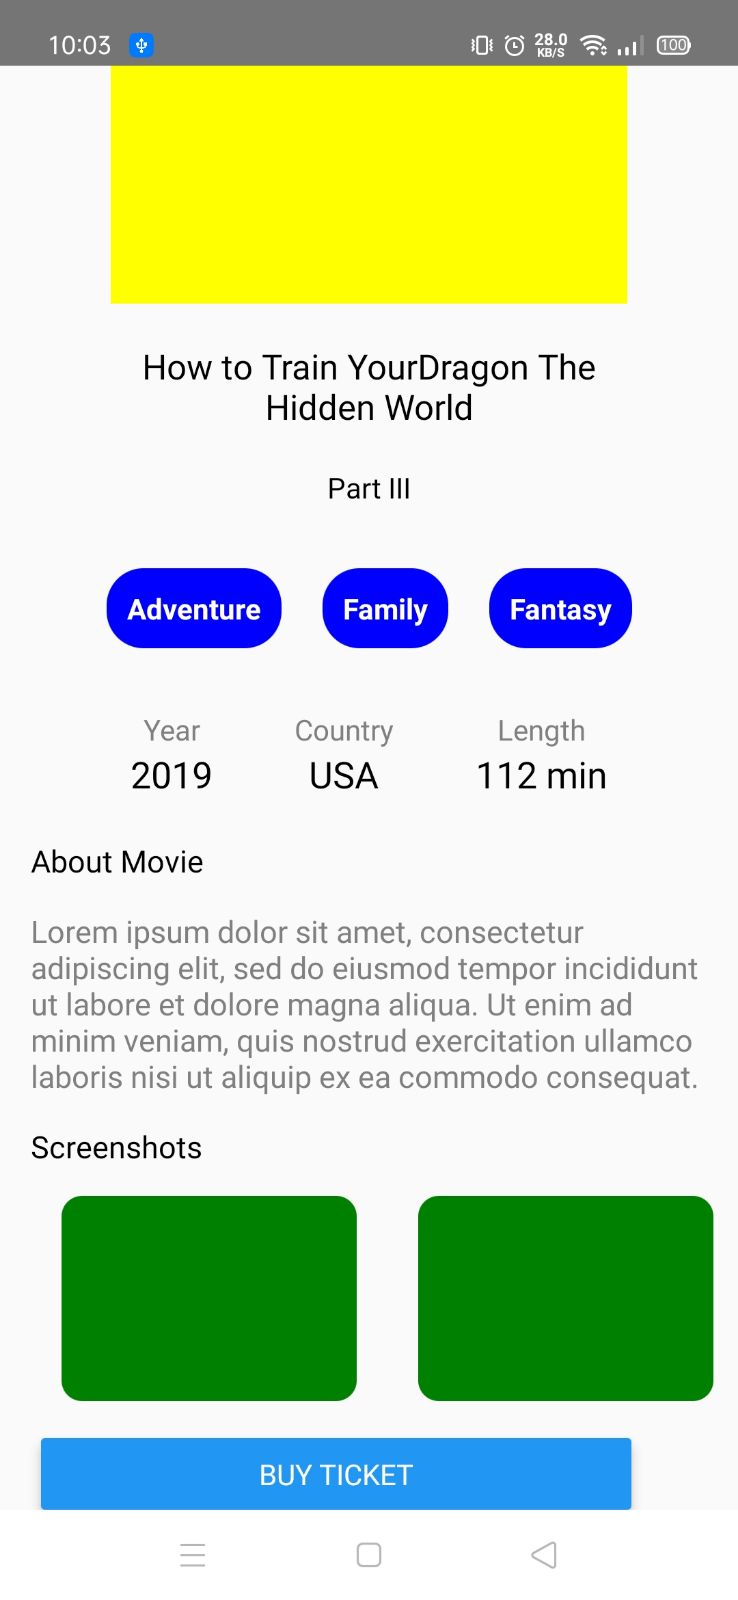 10:03 28.0 KB/S 100
How to Train YourDragon The
Hidden World
Part III
Adventure Family Fantasy
Year Country Length
2019 USA 112 min
About Movie
Lorem ipsum dolor sit amet, consectetur
adipiscing elit, sed do eiusmod tempor incididunt
ut labore et dolore magna aliqua. Ut enim ad
minim veniam, quis nostrud exercitation ullamco
laboris nisi ut aliquip ex ea commodo consequat.
Screenshots
BUY TICKET